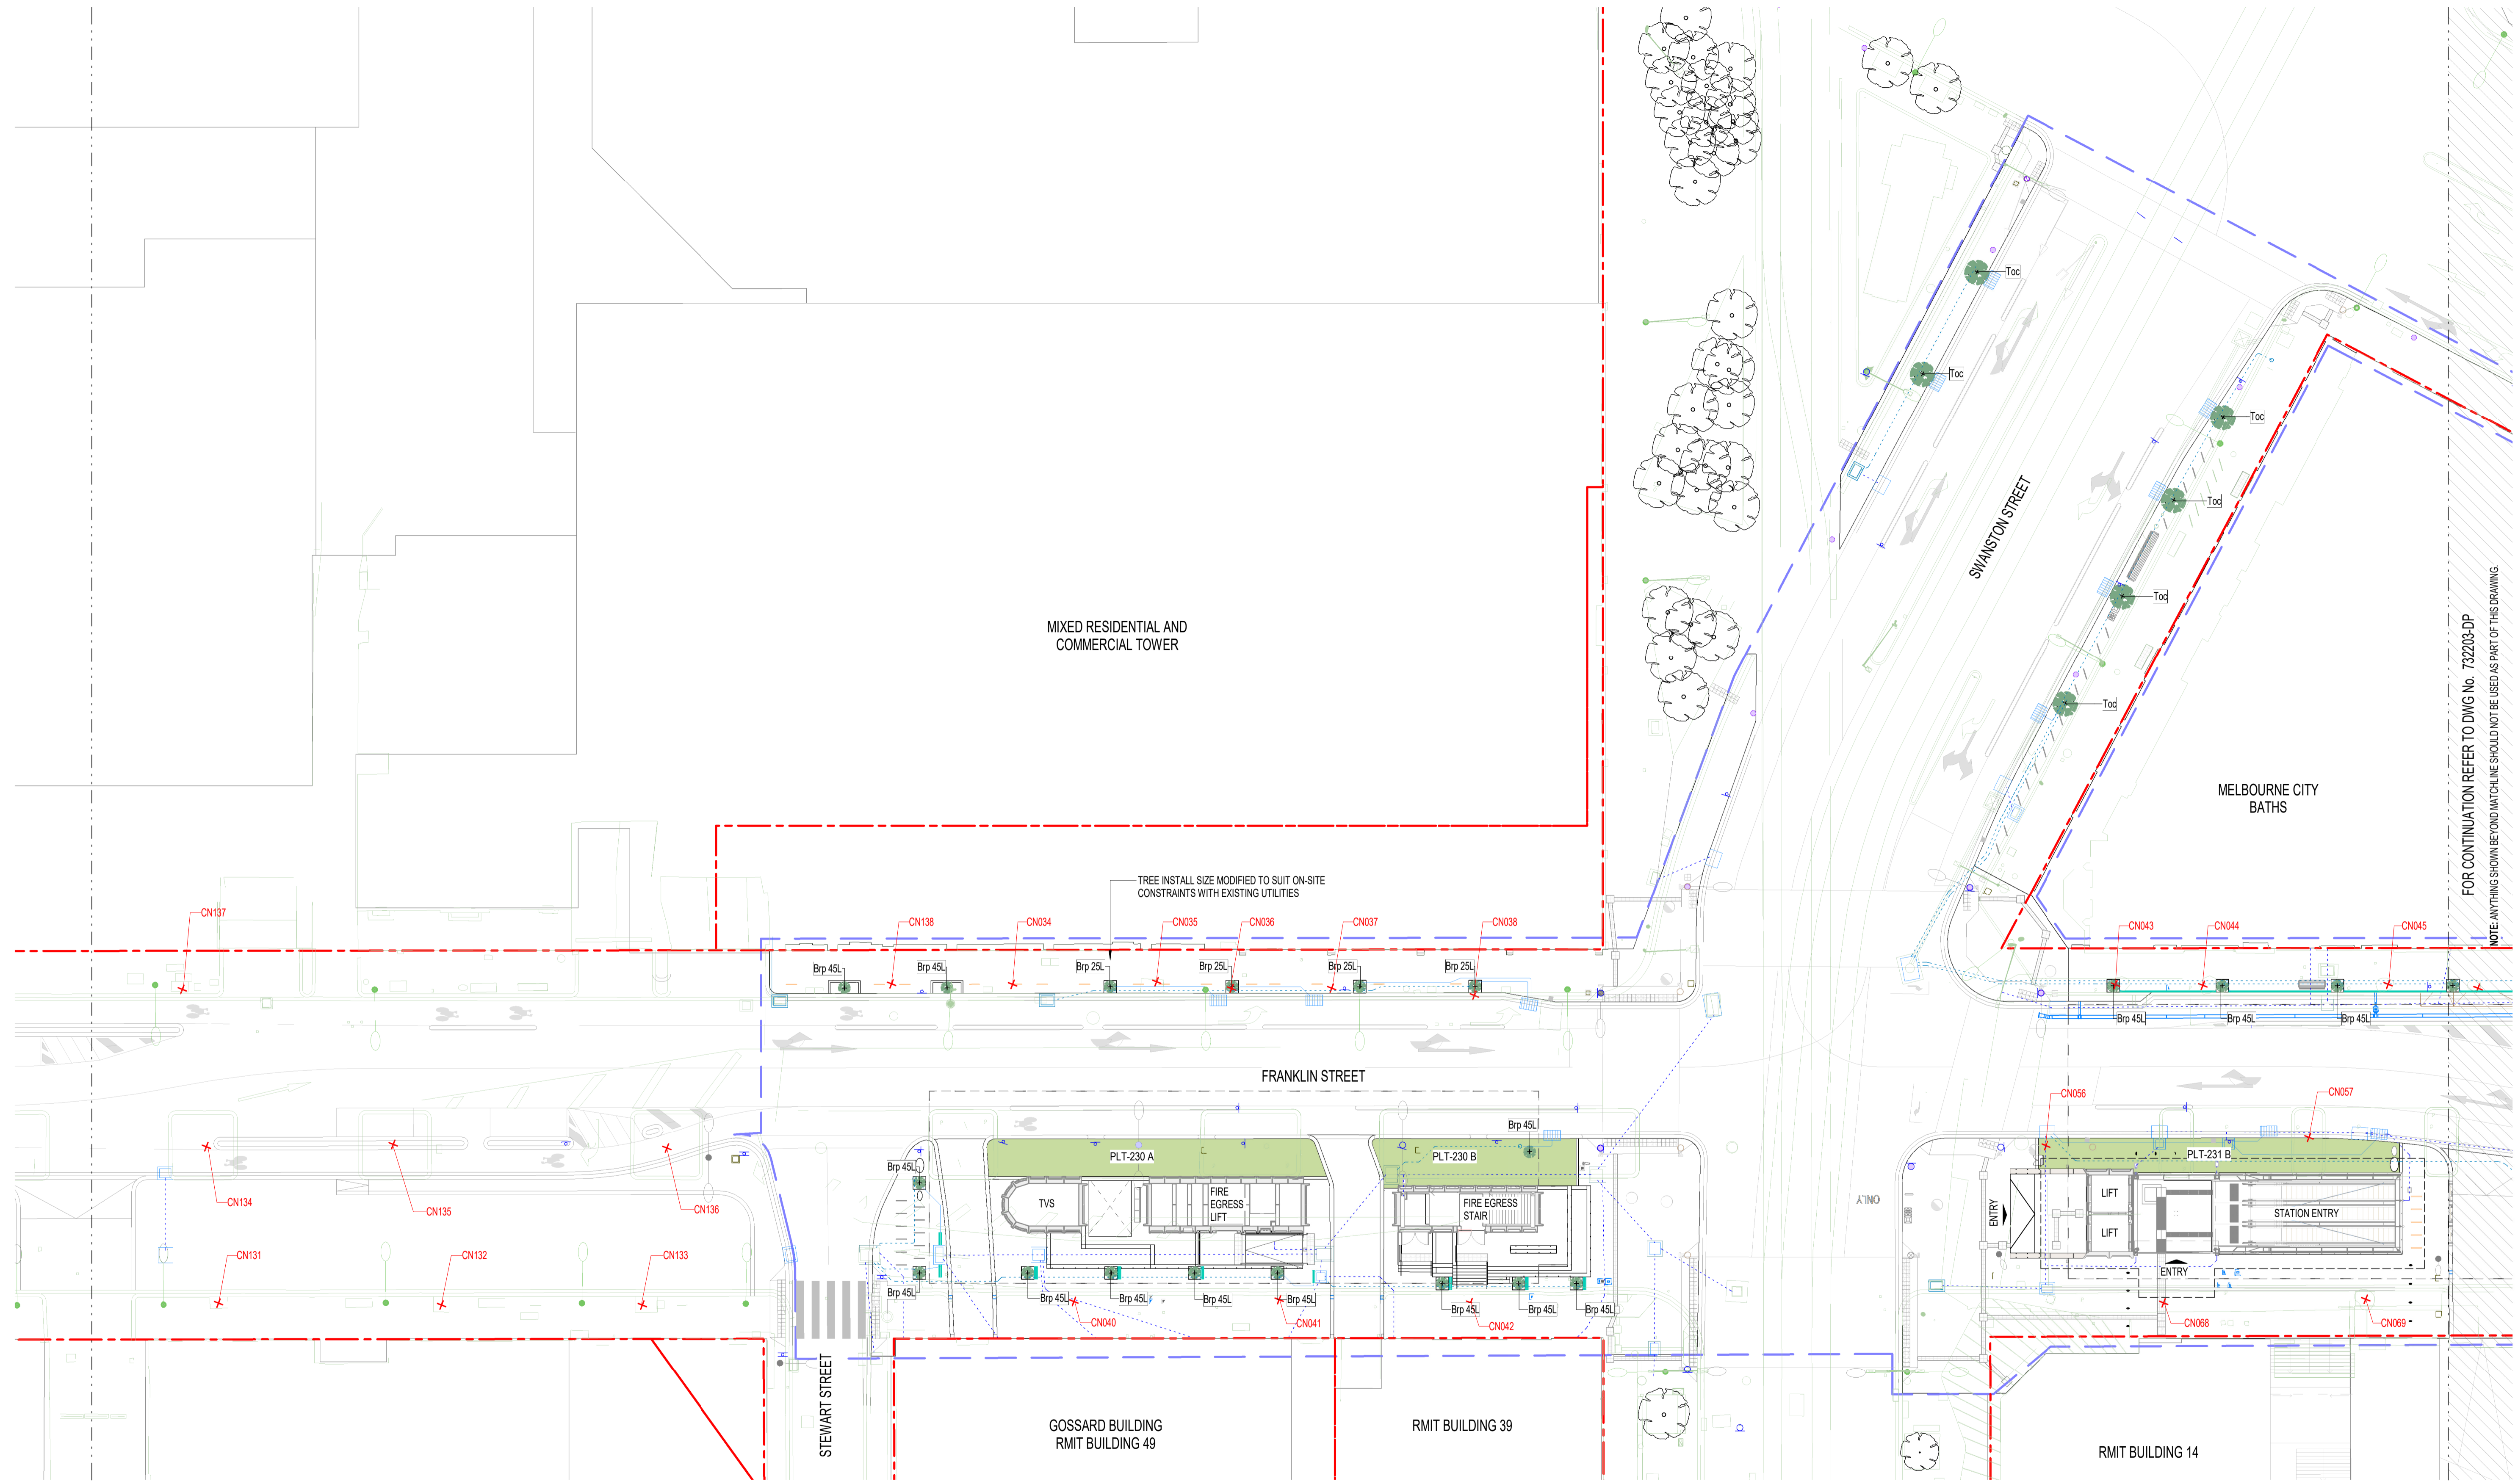 Toc
Toc
Toc
Toc
Toc
Toc
SWANSTON STREET
MIXED RESIDENTIAL AND
COMMERCIAL TOWER
MELBOURNE CITY
BATHS
FOR CONTINUATION REFER TO DWG No. 732203-DP
NOTE: ANYTHING SHOWN BEYOND MATCHLINE SHOULD NOT BE USED AS PART OF THIS DRAWING.
TREE INSTALL SIZE MODIFIED TO SUIT ON-SITE
CONSTRAINTS WITH EXISTING UTILITIES
CN137
CN138
CN034
CN035
CN036
CN037
CN038
CN043
CN044
CN045
Brp 45L
Brp 45L
Brp 25L
Brp 25L
Brp 25L
Brp 25L
Brp 45L
Brp 45L
Brp 45L
FRANKLIN STREET
CN056
CN057
Brp 45L
PLT-230 A
PLT-230 B
PLT-231 B
Brp 45L
CN134
CN135
CN136
TVS
FIRE
EGRESS
LIFT
FIRE EGRESS
STAIR
ONLY
ENTRY
LIFT
LIFT
STATION ENTRY
ENTRY
CN131
CN132
CN133
Brp 45L
Brp 45L
Brp 45L
Brp 45L
Brp 45L
Brp 45L
Brp 45L
Brp 45L
CN040
CN041
CN042
CN068
CN069
STEWART STREET
GOSSARD BUILDING
RMIT BUILDING 49
RMIT BUILDING 39
RMIT BUILDING 14